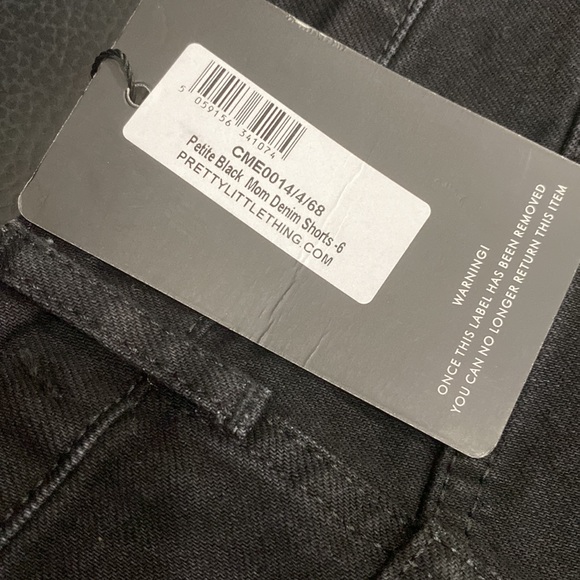 5 059156 341074
CME0014/4/68
Petite Black Mom Denim Shorts -6
PRETTYLITTLETHING.COM
WARNING!
ONCE THIS LABEL HAS BEEN REMOVED
YOU CAN NO LONGER RETURN THIS ITEM